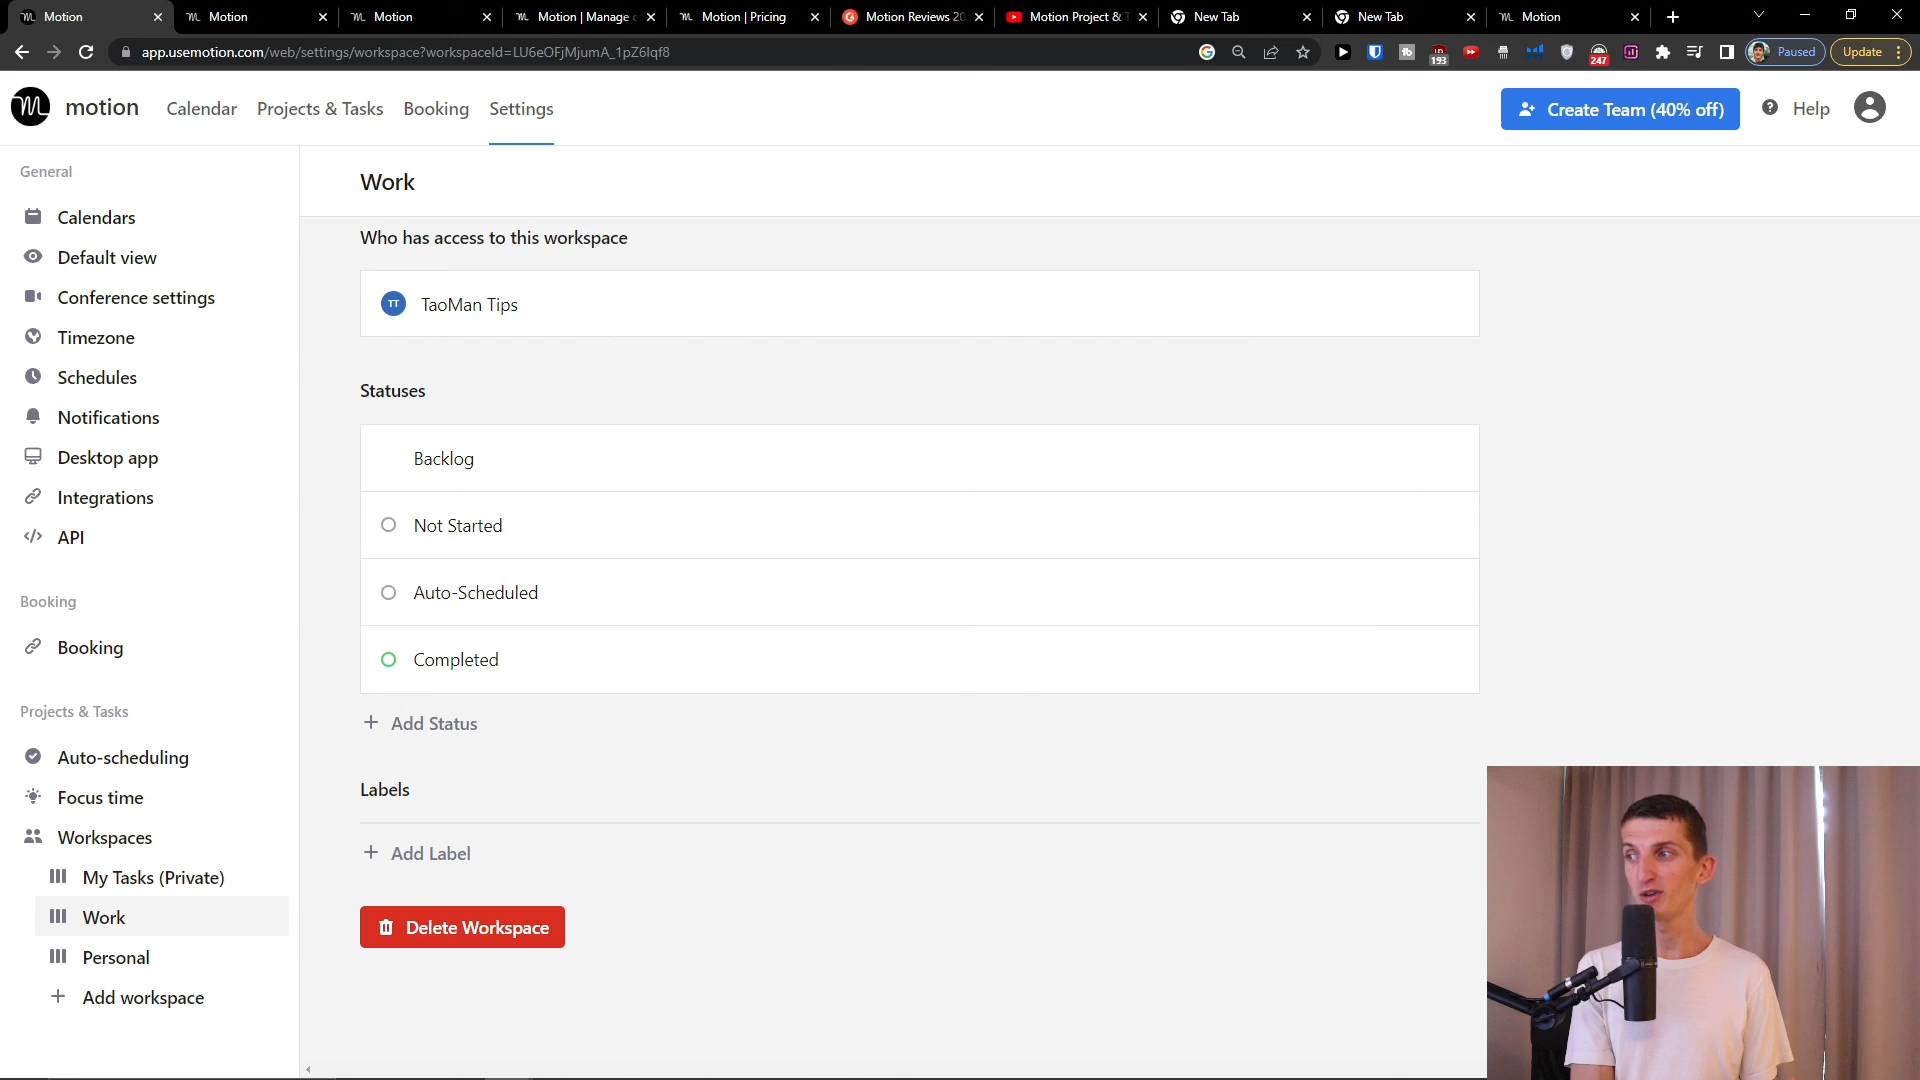 Motion
Motion
Motion
Motion | Manage c
Motion | Pricing
Motion Reviews 20
Motion Project & T
New Tab
New Tab
Motion
app.usemotion.com/web/settings/workspace?workspaceId=LU6eOFjMjumA_1pZ6Iqf8
193
247
Paused
Update
motion
Calendar
Projects & Tasks
Booking
Settings
Create Team (40% off)
Help
General
Calendars
Default view
Conference settings
Timezone
Schedules
Notifications
Desktop app
Integrations
API
Booking
Booking
Projects & Tasks
Auto-scheduling
Focus time
Workspaces
My Tasks (Private)
Work
Personal
Add workspace
Work
Who has access to this workspace
TT TaoMan Tips
Statuses
Backlog
Not Started
Auto-Scheduled
Completed
Add Status
Labels
Add Label
Delete Workspace